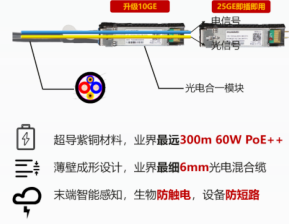 升级10GE
25GE即插即用
电信号
光信号
光电合一模块
超导紫铜材料，业界最远300m 60W PoE++
薄壁成形设计，业界最细6mm光电混合缆
末端智能感知，生物防触电，设备防短路